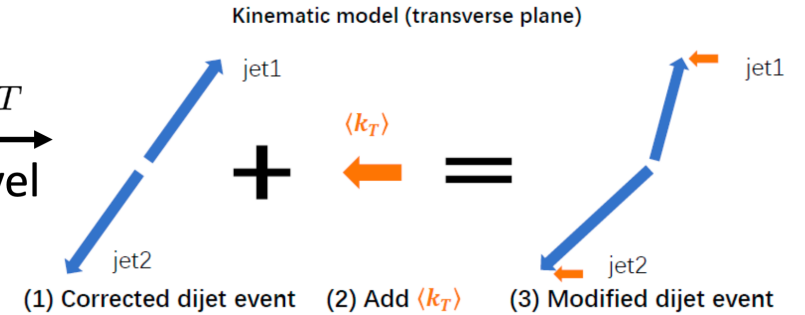 Kinematic model (transverse plane)
jet1
jet1
T
⟨k_T⟩
+
=
vel
jet2
jet2
(1) Corrected dijet event
(2) Add ⟨k_T⟩
(3) Modified dijet event